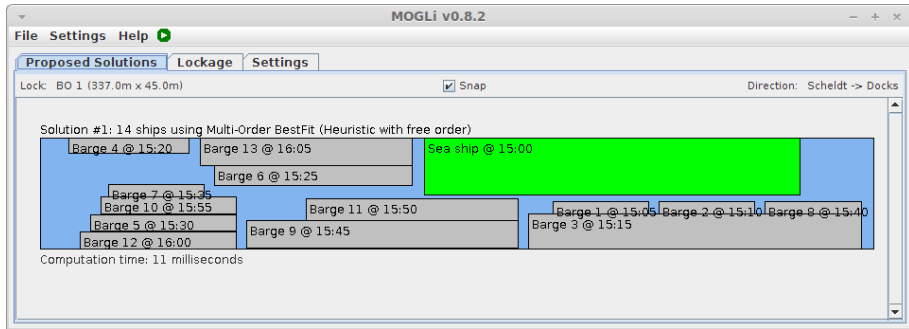 MOGLi v0.8.2
File Settings Help
Proposed Solutions Lockage Settings
Lock: BO 1 (337.0m x 45.0m) Snap Direction: Scheldt -> Docks
Solution #1: 14 ships using Multi-Order BestFit (Heuristic with free order)
Barge 4 @ 15:20 Barge 13 @ 16:05 Sea ship @ 15:00
Barge 6 @ 15:25
Barge 7 @ 15:35
Barge 10 @ 15:55 Barge 11 @ 15:50 Barge 1 @ 15:05 Barge 2 @ 15:10 Barge 8 @ 15:40
Barge 5 @ 15:30 Barge 9 @ 15:45 Barge 3 @ 15:15
Barge 12 @ 16:00
Computation time: 11 milliseconds